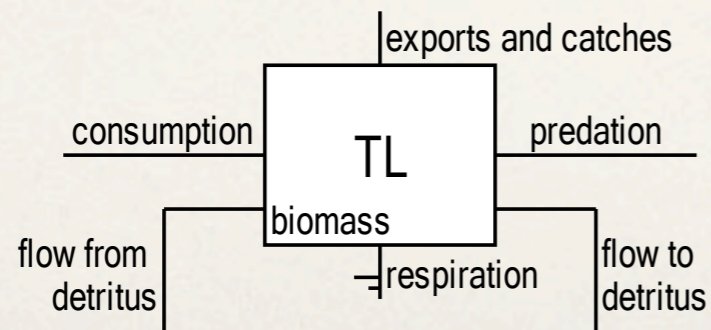 exports and catches
consumption
TL
predation
biomass
flow from
detritus
respiration
flow to
detritus